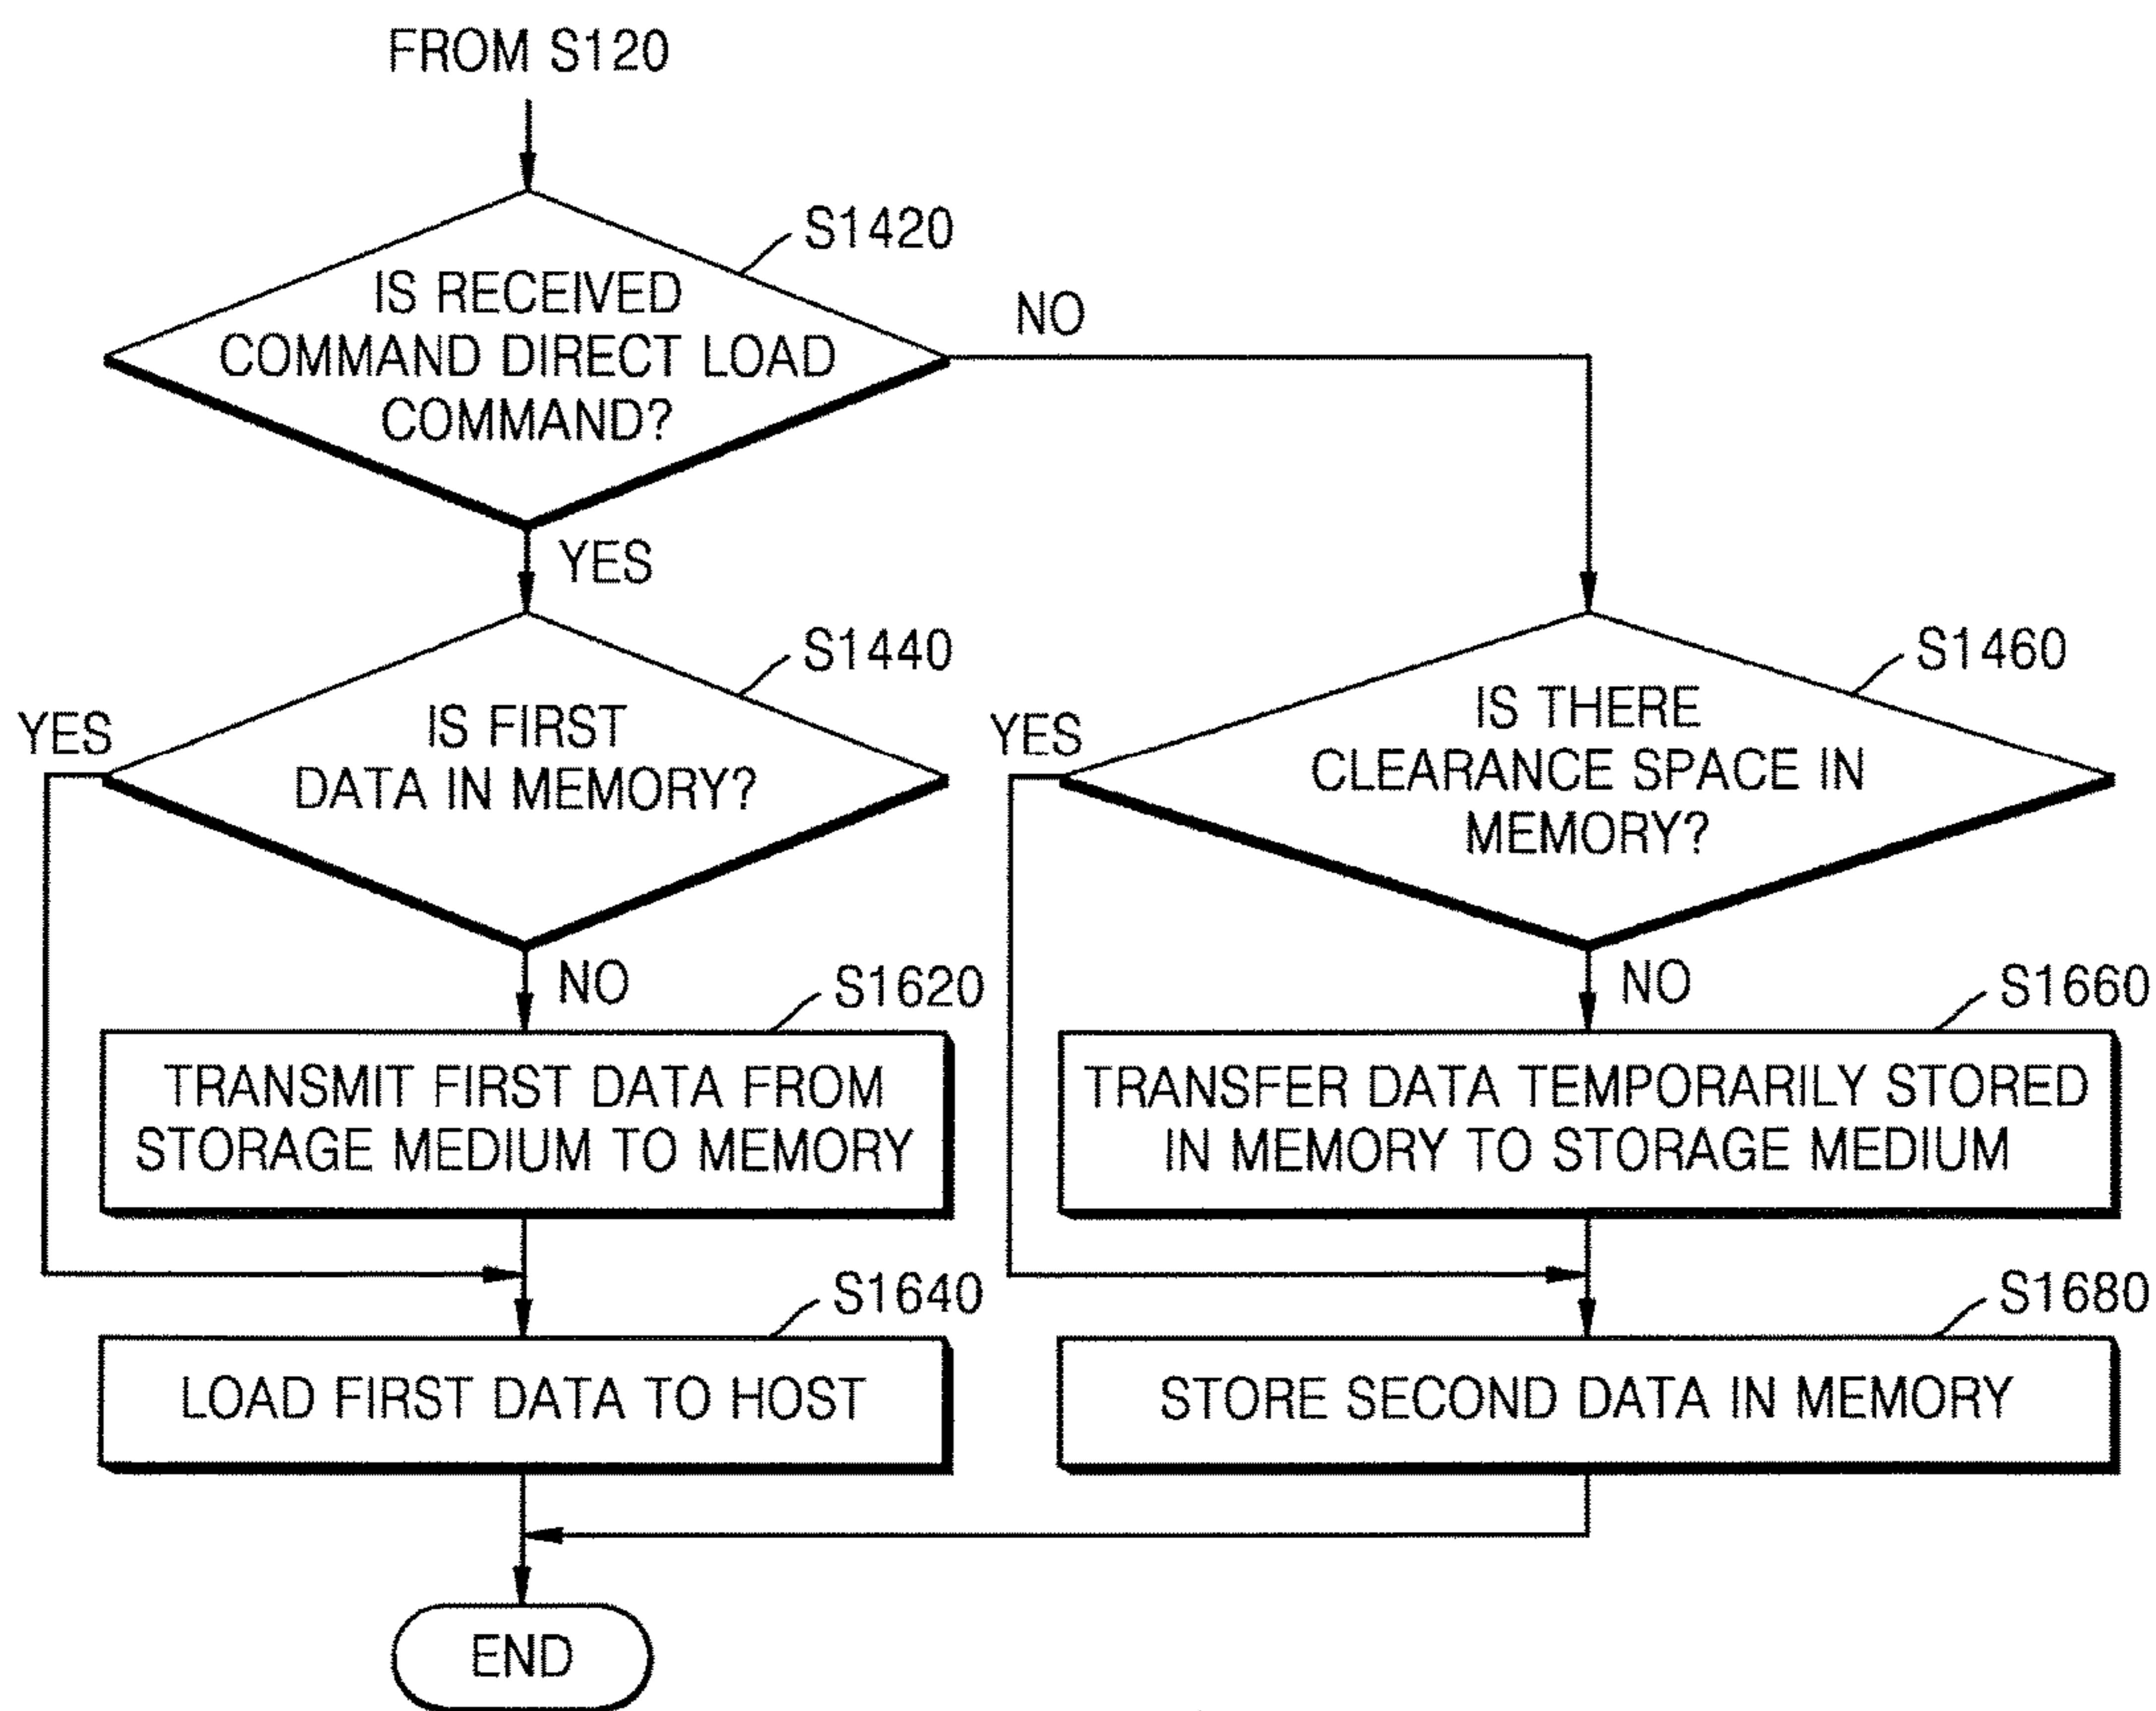 FROM S120
S1420
IS RECEIVED
COMMAND DIRECT LOAD
COMMAND?
NO
YES
S1440
IS FIRST
DATA IN MEMORY?
YES
NO
S1460
IS THERE
CLEARANCE SPACE IN
MEMORY?
YES
NO
S1620
TRANSMIT FIRST DATA FROM
STORAGE MEDIUM TO MEMORY
S1660
TRANSFER DATA TEMPORARILY STORED
IN MEMORY TO STORAGE MEDIUM
S1640
LOAD FIRST DATA TO HOST
S1680
STORE SECOND DATA IN MEMORY
END